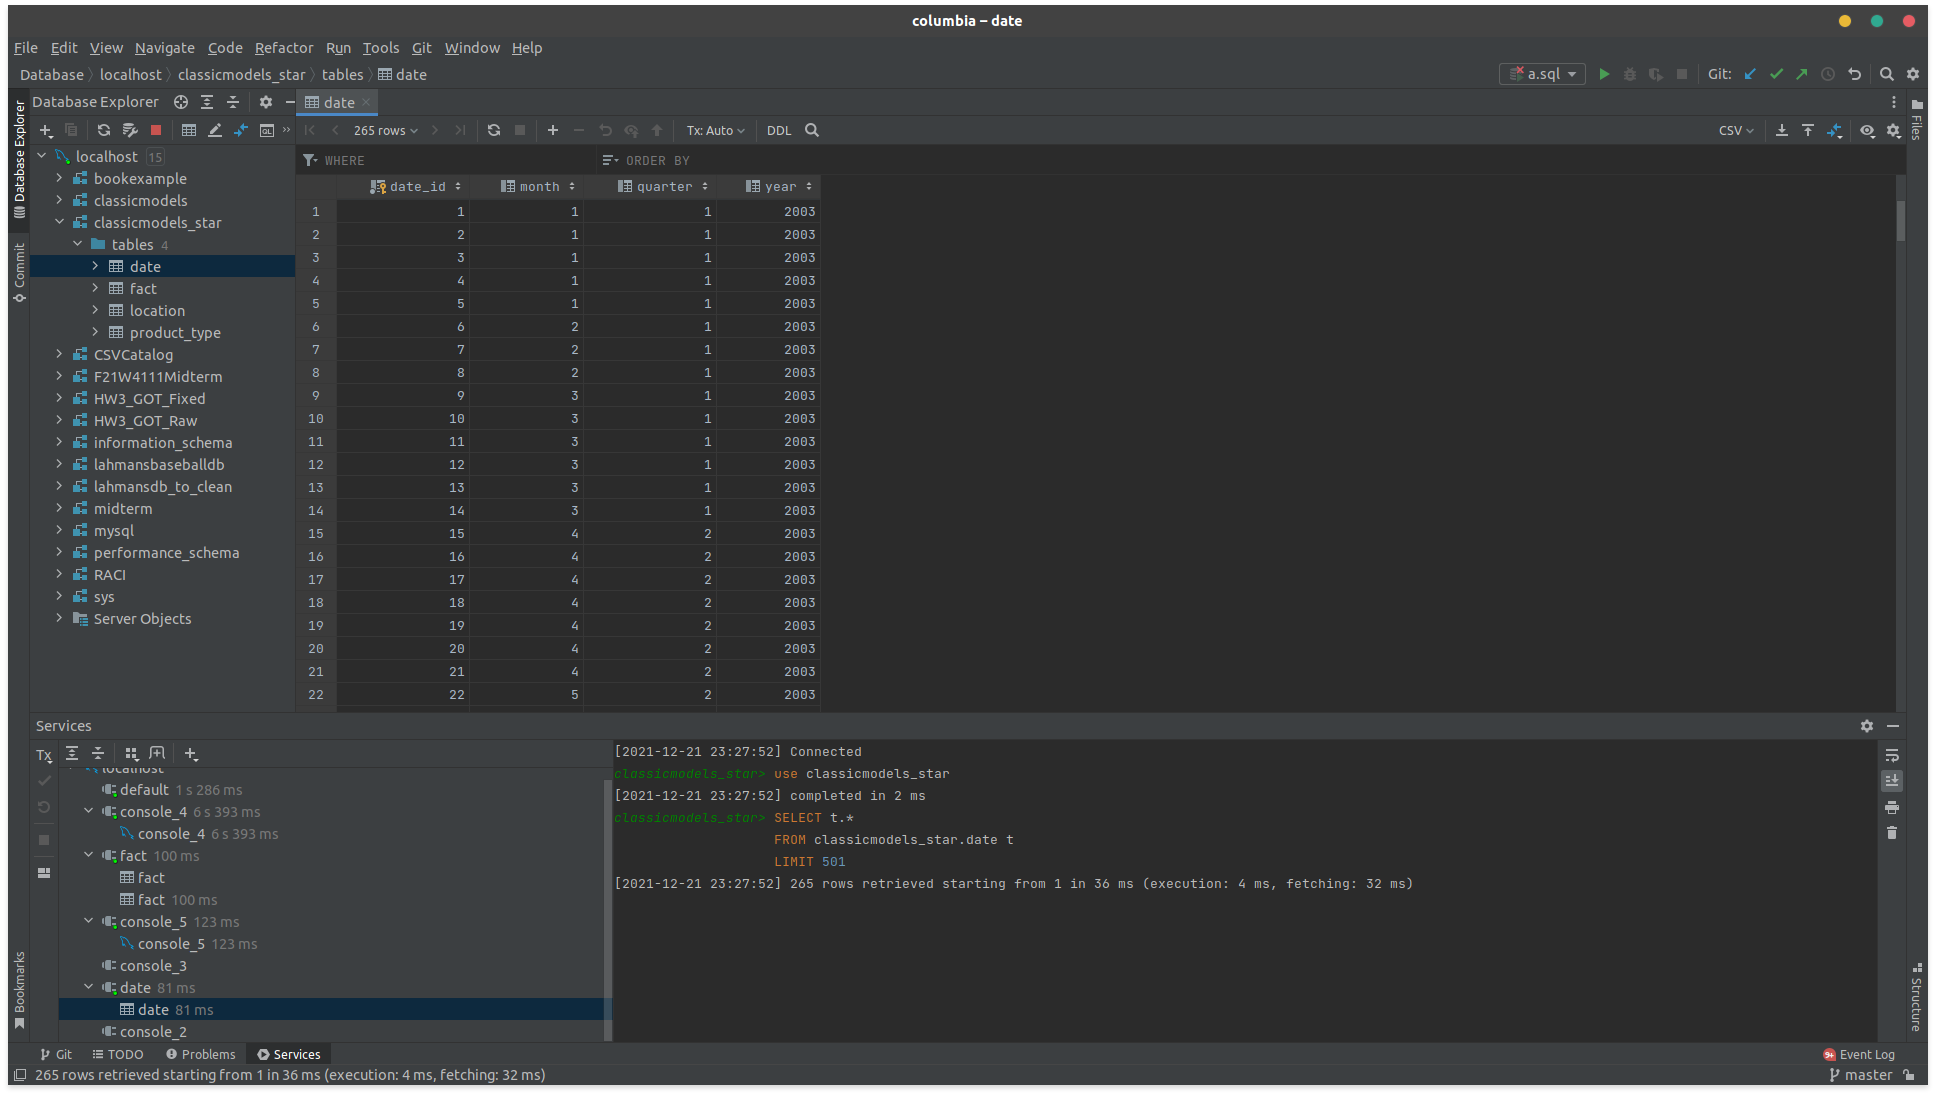 columbia – date
File Edit View Navigate Code Refactor Run Tools Git Window Help
Database localhost classicmodels_star tables date
a.sql Git:
Database Explorer
date
265 rows Tx: Auto DDL CSV
WHERE ORDER BY
localhost 15
bookexample
classicmodels
classicmodels_star
tables 4
date
fact
location
product_type
CSVCatalog
F21W4111Midterm
HW3_GOT_Fixed
HW3_GOT_Raw
information_schema
lahmansbaseballdb
lahmansdb_to_clean
midterm
mysql
performance_schema
RACI
sys
Server Objects
date_id month quarter year
1 1 1 1 2003
2 2 1 1 2003
3 3 1 1 2003
4 4 1 1 2003
5 5 1 1 2003
6 6 2 1 2003
7 7 2 1 2003
8 8 2 1 2003
9 9 3 1 2003
10 10 3 1 2003
11 11 3 1 2003
12 12 3 1 2003
13 13 3 1 2003
14 14 3 1 2003
15 15 4 2 2003
16 16 4 2 2003
17 17 4 2 2003
18 18 4 2 2003
19 19 4 2 2003
20 20 4 2 2003
21 21 4 2 2003
22 22 5 2 2003
Database Explorer
Commit
Bookmarks
Files
Structure
Services
Tx
localhost
default 1 s 286 ms
console_4 6 s 393 ms
console_4 6 s 393 ms
fact 100 ms
fact
fact 100 ms
console_5 123 ms
console_5 123 ms
console_3
date 81 ms
date 81 ms
console_2
[2021-12-21 23:27:52] Connected
classicmodels_star> use classicmodels_star
[2021-12-21 23:27:52] completed in 2 ms
classicmodels_star> SELECT t.*
FROM classicmodels_star.date t
LIMIT 501
[2021-12-21 23:27:52] 265 rows retrieved starting from 1 in 36 ms (execution: 4 ms, fetching: 32 ms)
Git TODO Problems Services 9+ Event Log
265 rows retrieved starting from 1 in 36 ms (execution: 4 ms, fetching: 32 ms) master